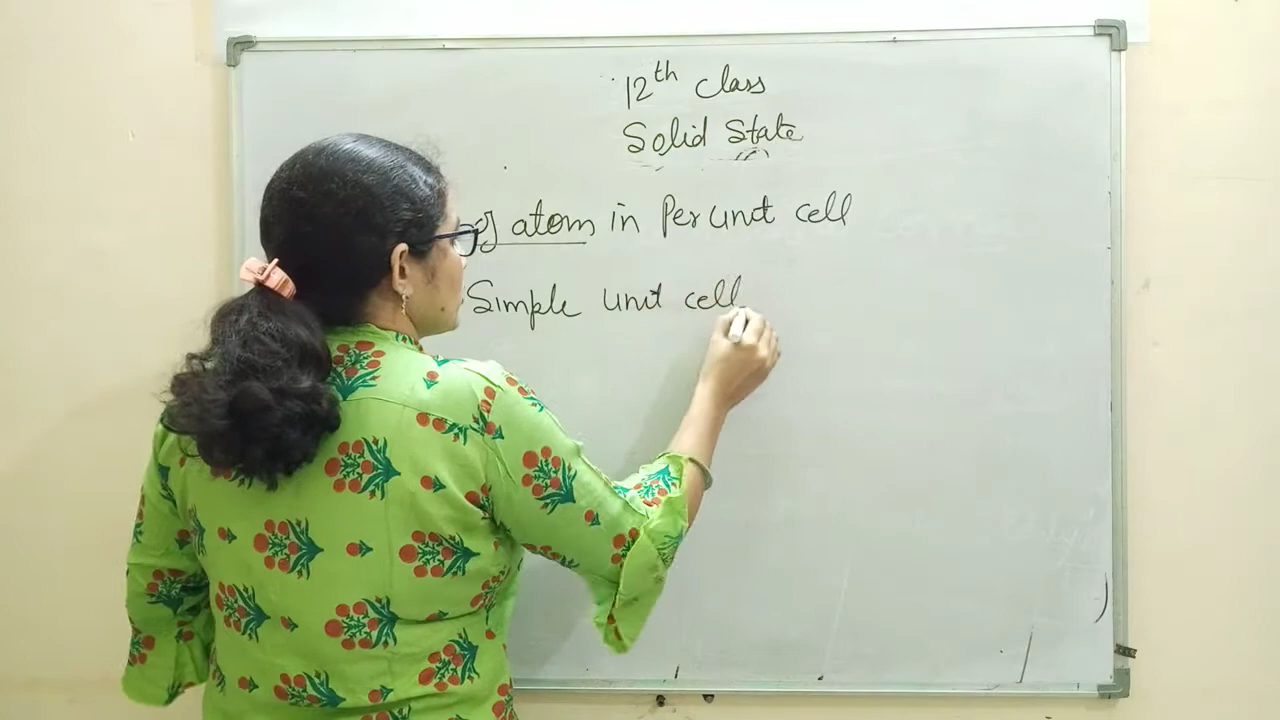 12th class
Solid State
atom in Per unit cell
Simple unit cell